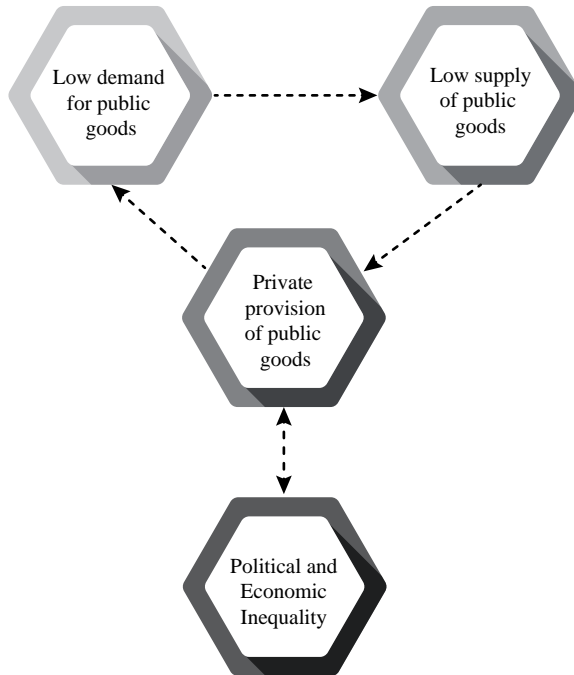 Low demand
for public
goods
Low supply
of public
goods
Private
provision
of public
goods
Political and
Economic
Inequality